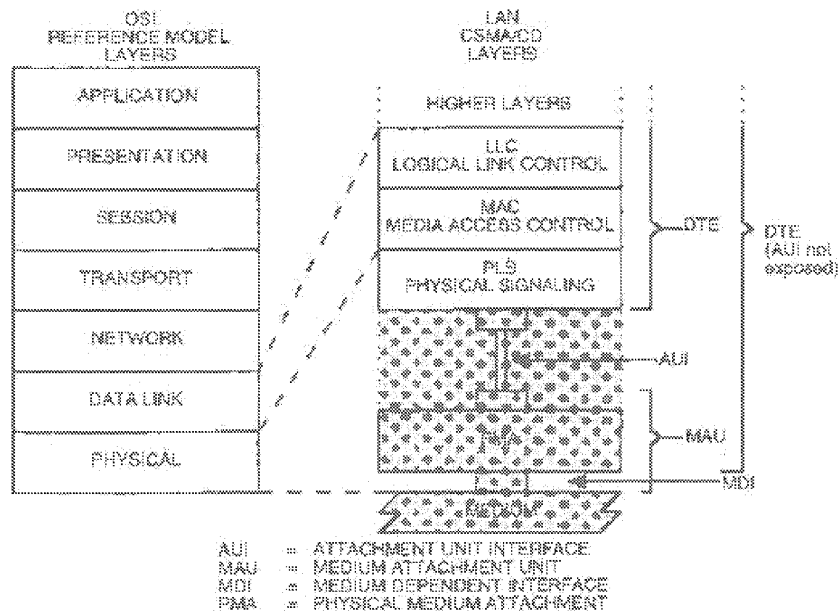 OSI
REFERENCE MODEL
LAYERS
APPLICATION
PRESENTATION
SESSION
TRANSPORT
NETWORK
DATA LINK
PHYSICAL
LAN
CSMA/CD
LAYERS
HIGHER LAYERS
LLC
LOGICAL LINK CONTROL
MAC
MEDIA ACCESS CONTROL
PLS
PHYSICAL SIGNALING
AUI
PMA
MDI
MEDIUM
DTE
MAU
DTE
(AUI not
exposed)
AUI = ATTACHMENT UNIT INTERFACE
MAU = MEDIUM ATTACHMENT UNIT
MDI = MEDIUM DEPENDENT INTERFACE
PMA = PHYSICAL MEDIUM ATTACHMENT